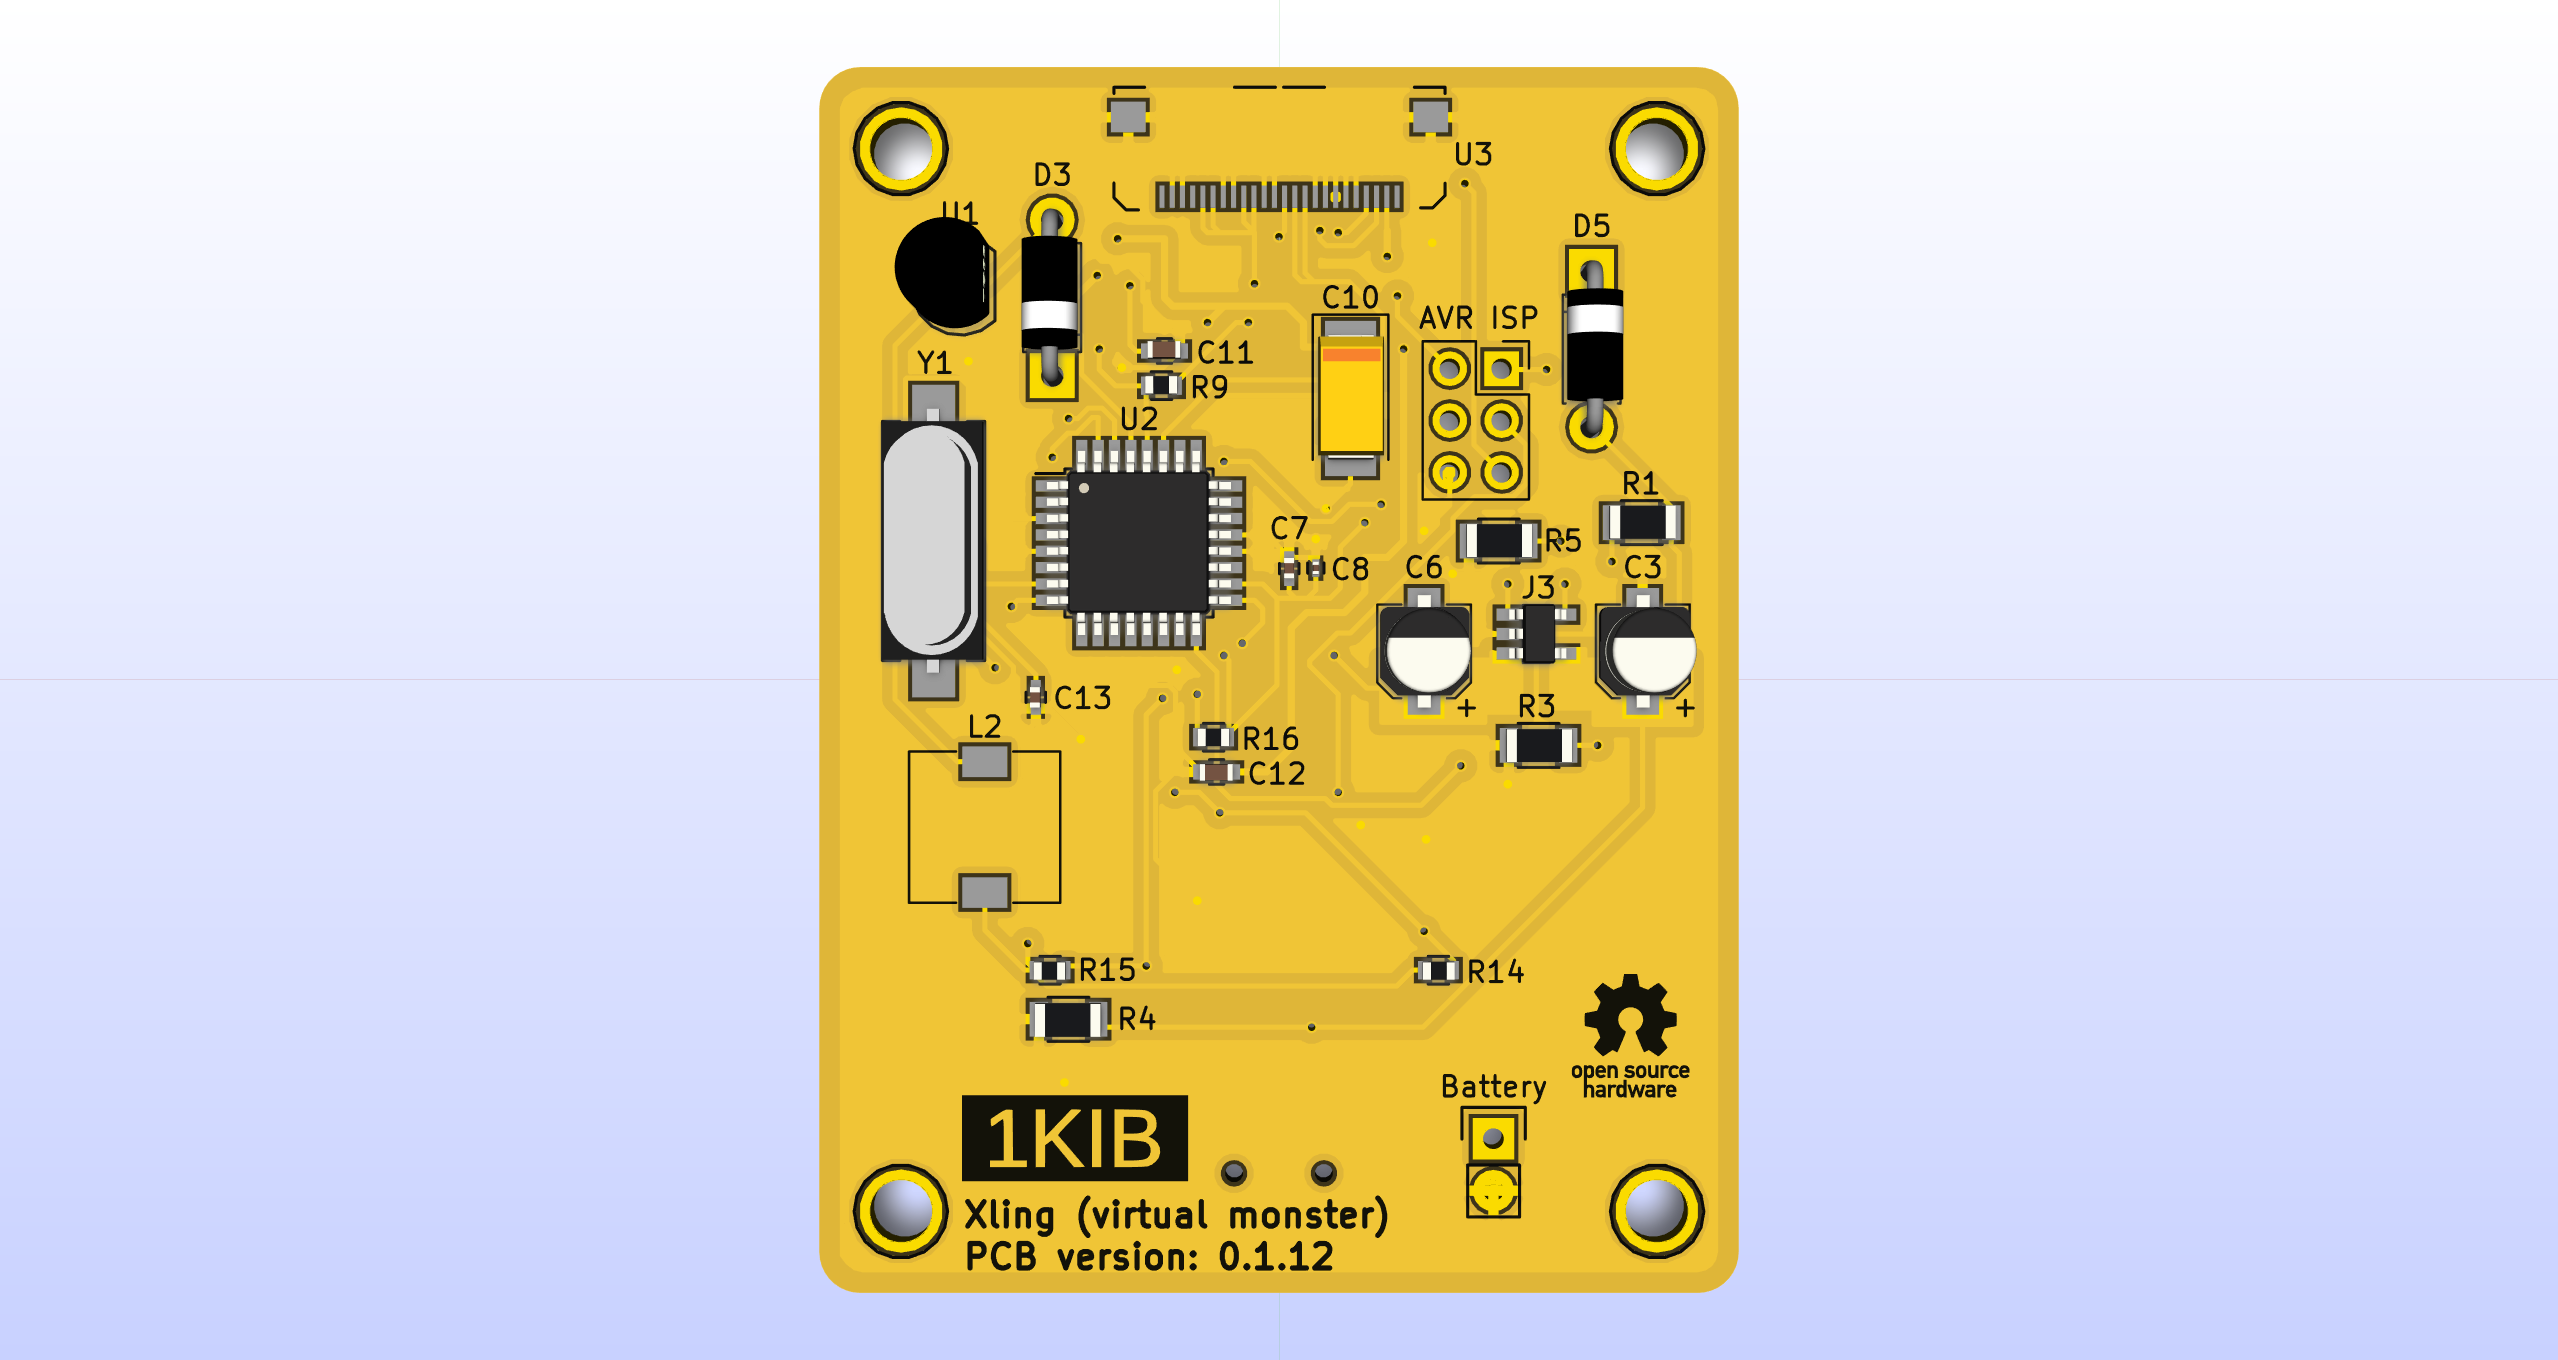 U3
D3
U1
D5
C10
AVR ISP
C11
Y1
R9
U2
R1
C7
R5
C8
C6
C3
J3
C13
R3
L2
R16
C12
R15
R14
R4
open source
hardware
Battery
1KIB
Xling (virtual monster)
PCB version: 0.1.12
+
+